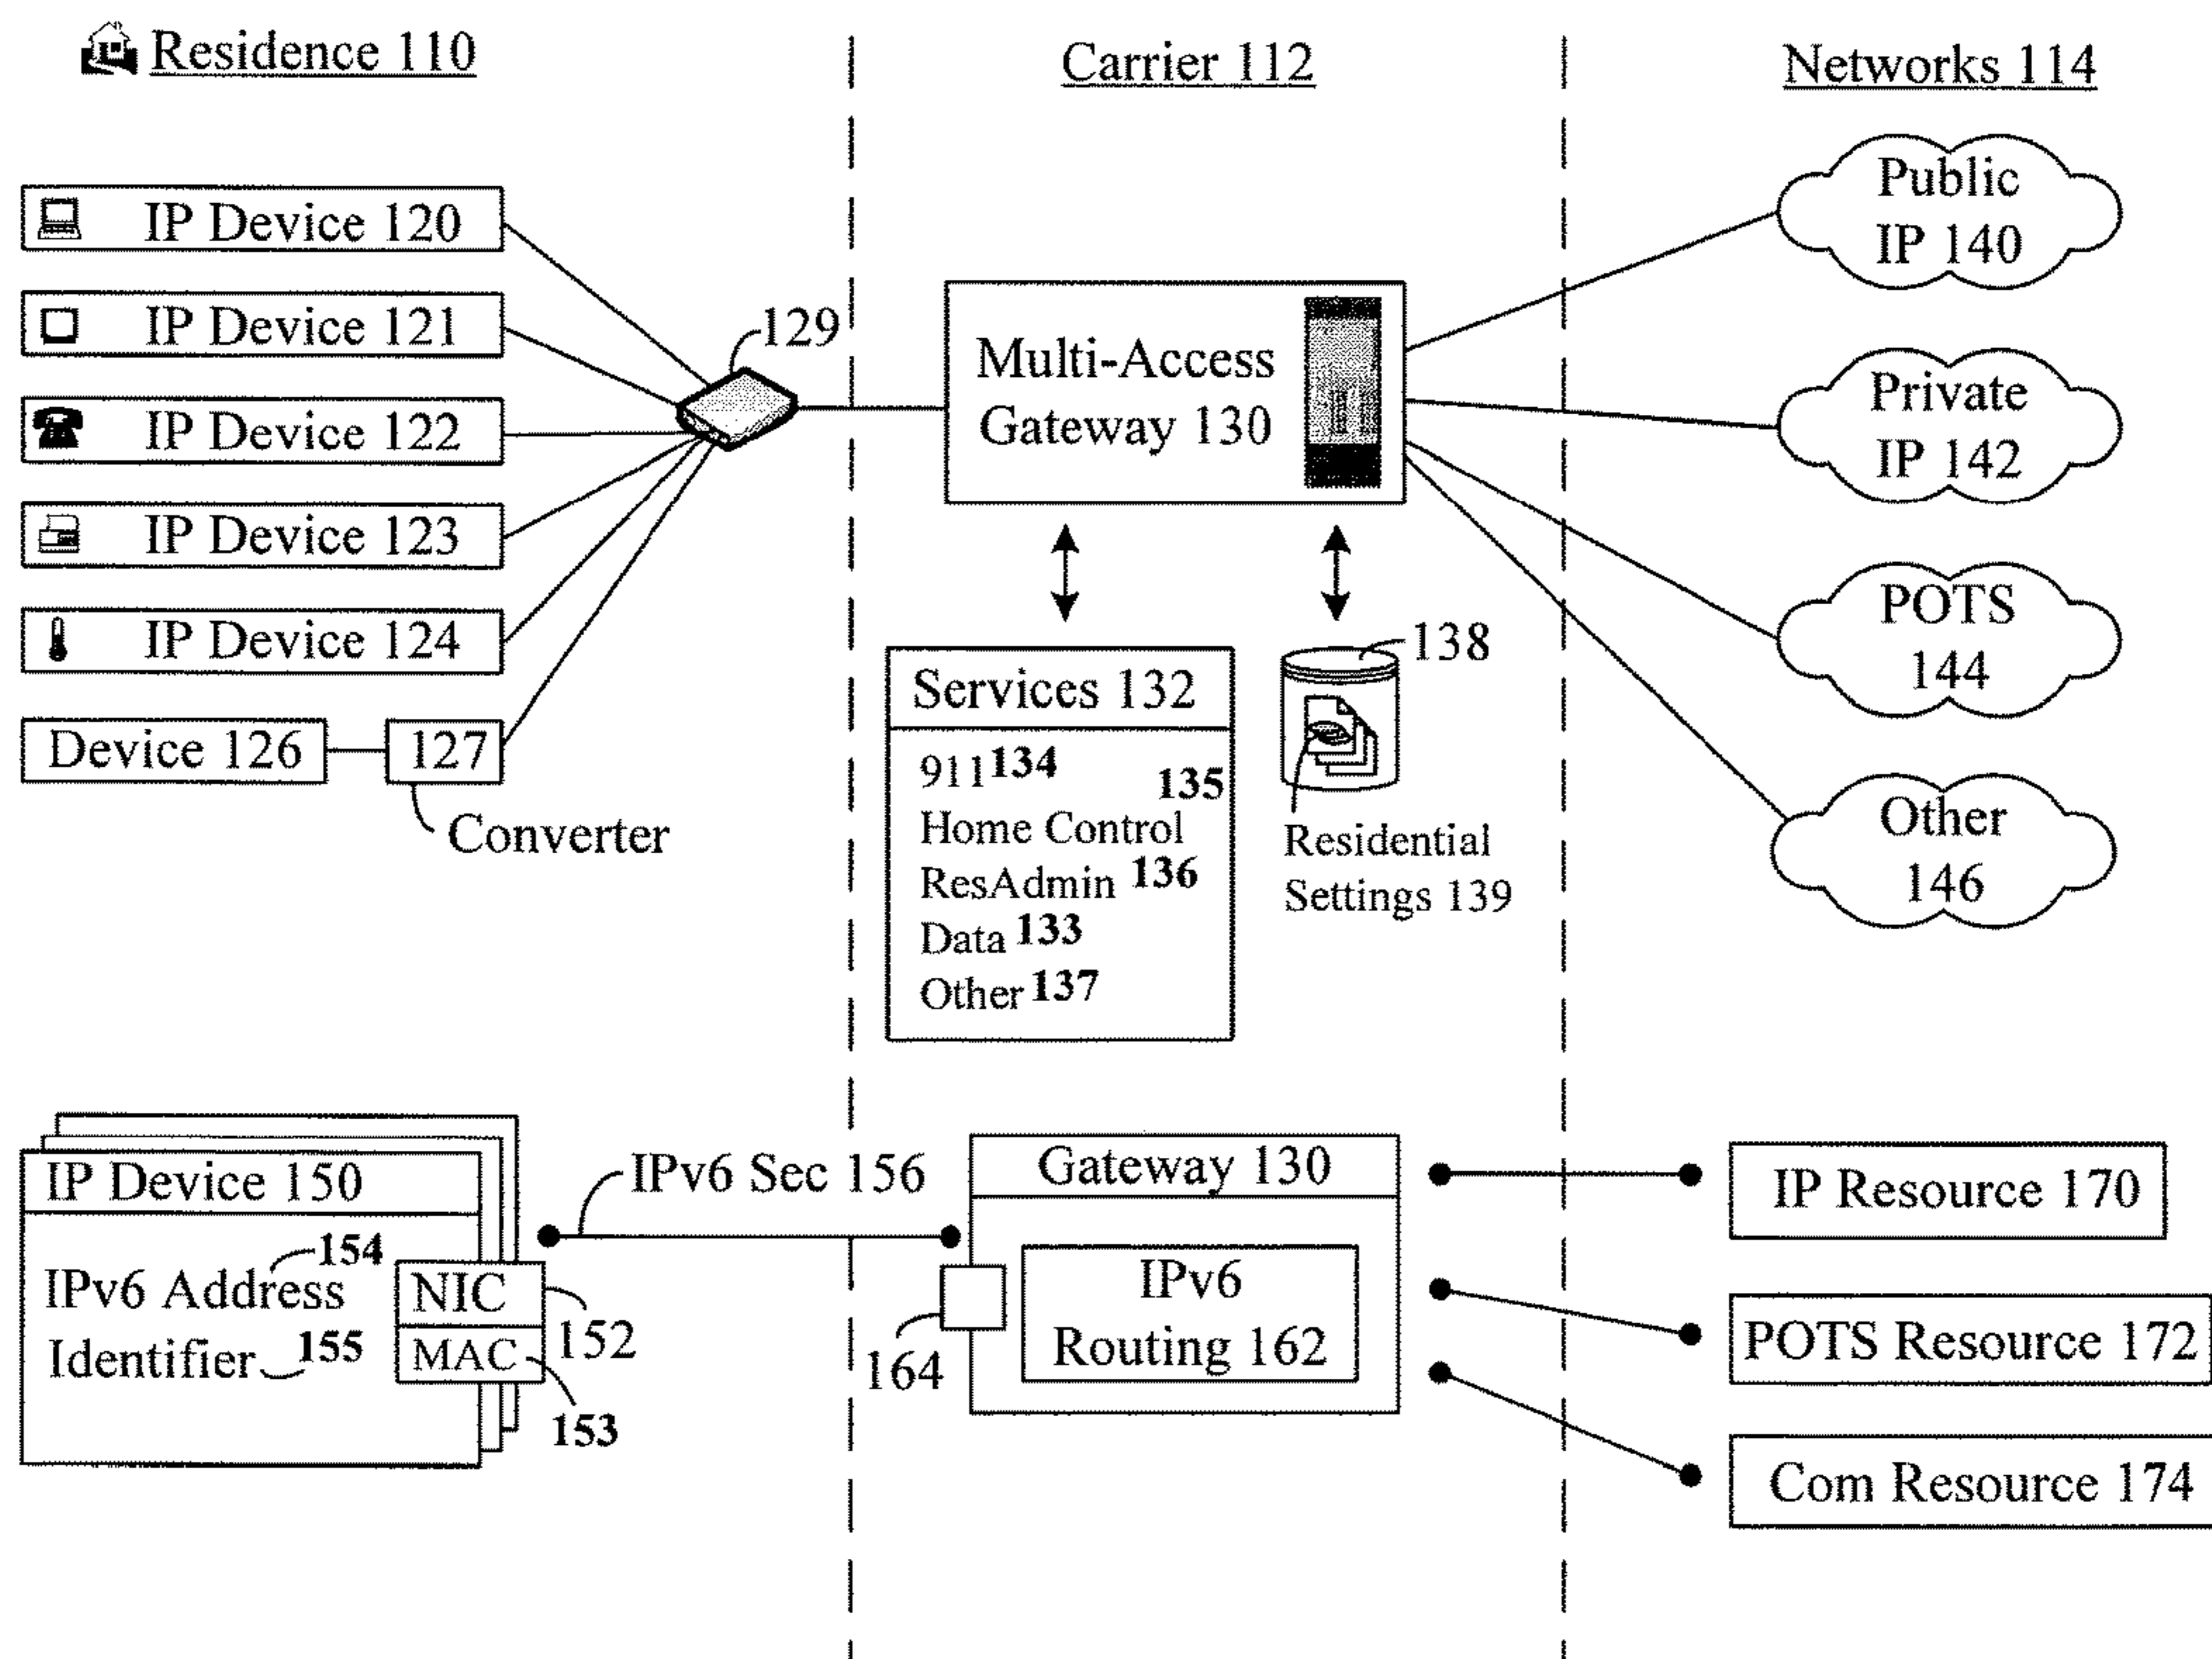 Residence 110
Carrier 112
Networks 114
IP Device 120
IP Device 121
IP Device 122
IP Device 123
IP Device 124
Device 126
127
Converter
129
Multi-Access
Gateway 130
Services 132
911 134
135
Home Control
ResAdmin 136
Data 133
Other 137
138
Residential
Settings 139
Public
IP 140
Private
IP 142
POTS
144
Other
146
IP Device 150
154
IPv6 Address
Identifier 155
NIC
152
MAC
153
IPv6 Sec 156
Gateway 130
IPv6
Routing 162
164
IP Resource 170
POTS Resource 172
Com Resource 174